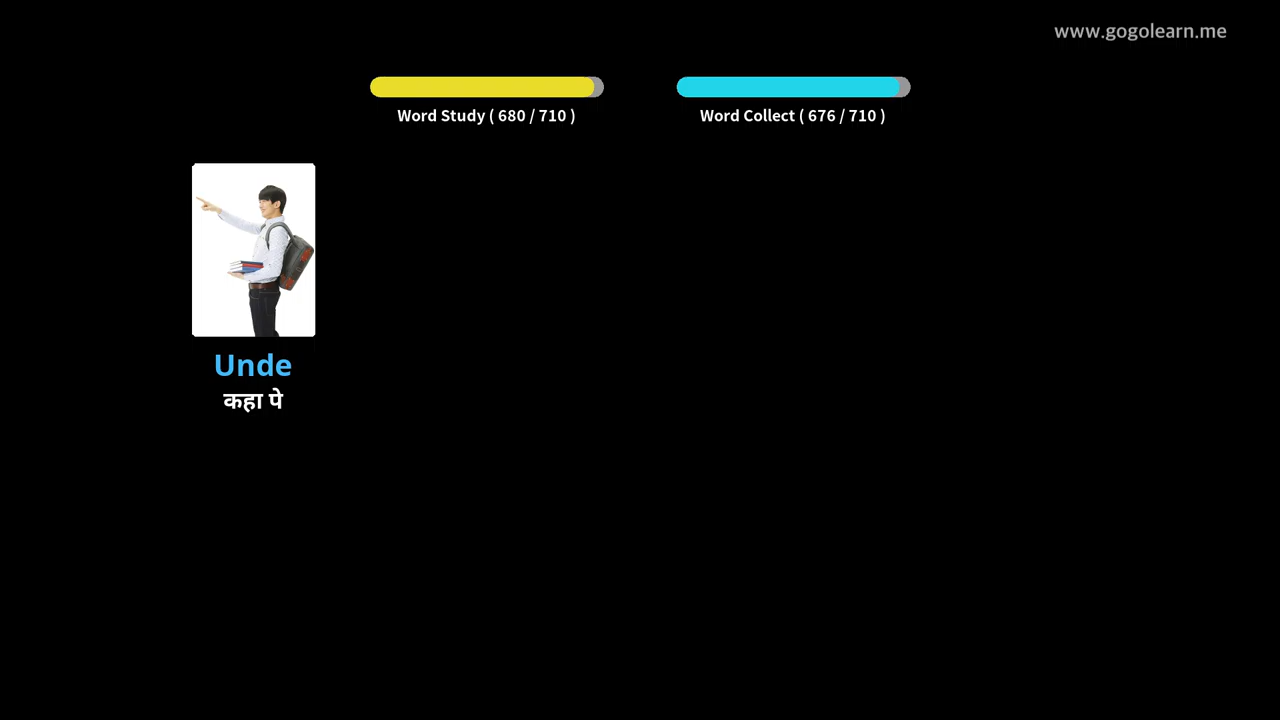 www.gogolearn.me
Word Study ( 680 / 710 )
Word Collect ( 676 / 710 )
Unde
कहा पे